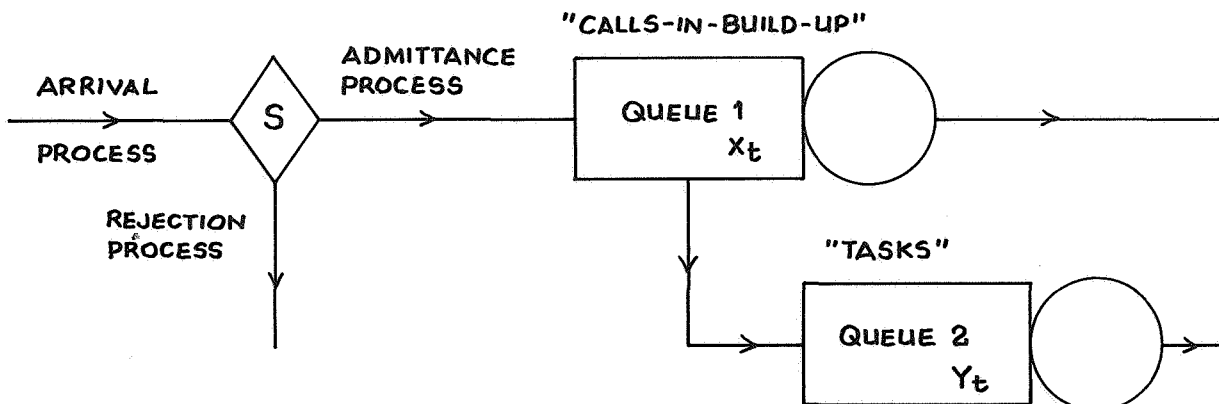 "CALLS-IN-BUILD-UP"
ARRIVAL
PROCESS
S
ADMITTANCE
PROCESS
QUEUE 1
Xt
REJECTION
PROCESS
"TASKS"
QUEUE 2
Yt